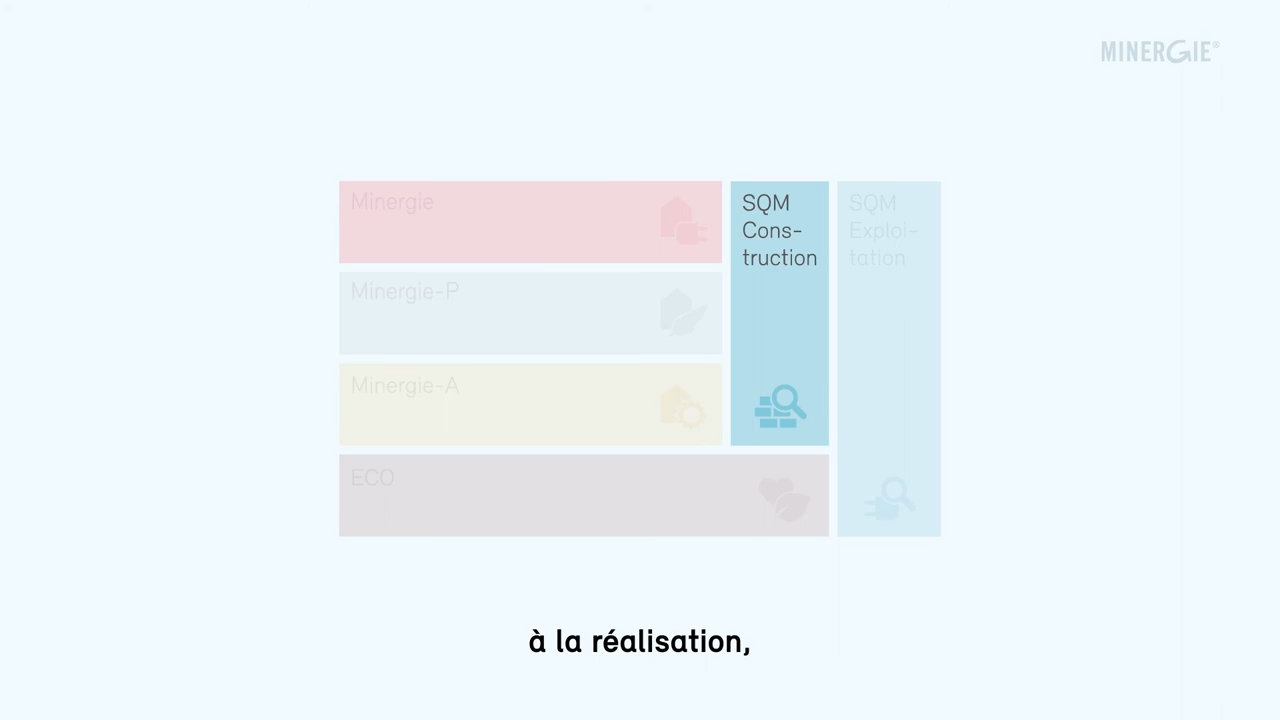 MINERGIE®
Minergie
SQM
Cons-
truction
SQM
Exploi-
tation
Minergie-P
Minergie-A
ECO
à la réalisation,